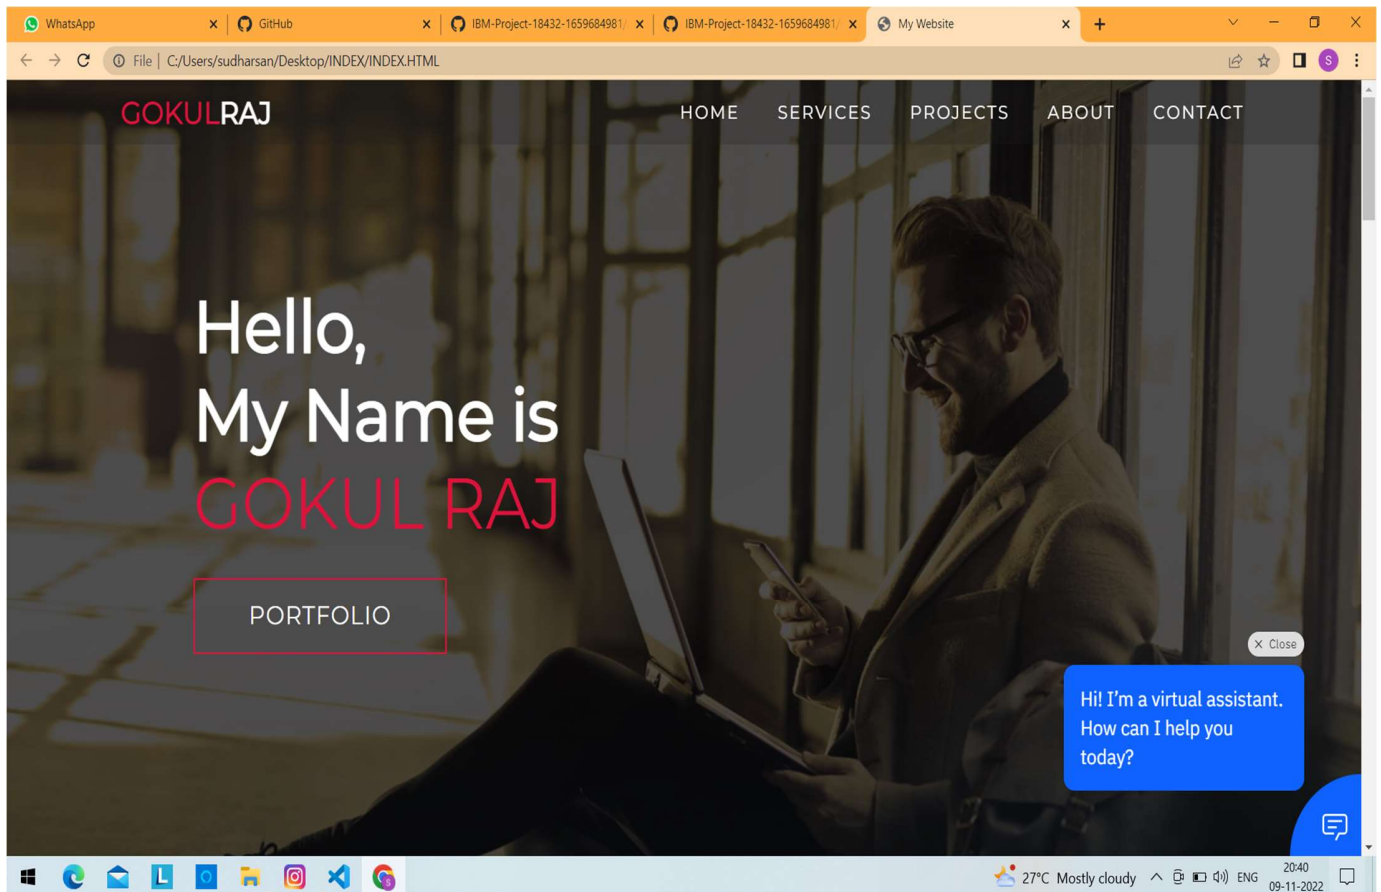 WhatsApp
GitHub
IBM-Project-18432-1659684981/
IBM-Project-18432-1659684981/
My Website
File | C:/Users/sudharsan/Desktop/INDEX/INDEX.HTML
S
GOKULRAJ
HOME SERVICES PROJECTS ABOUT CONTACT
Hello,
My Name is
GOKUL RAJ
PORTFOLIO
× Close
Hi! I'm a virtual assistant.
How can I help you
today?
L
O
S
27°C Mostly cloudy
ENG
20:40
09-11-2022